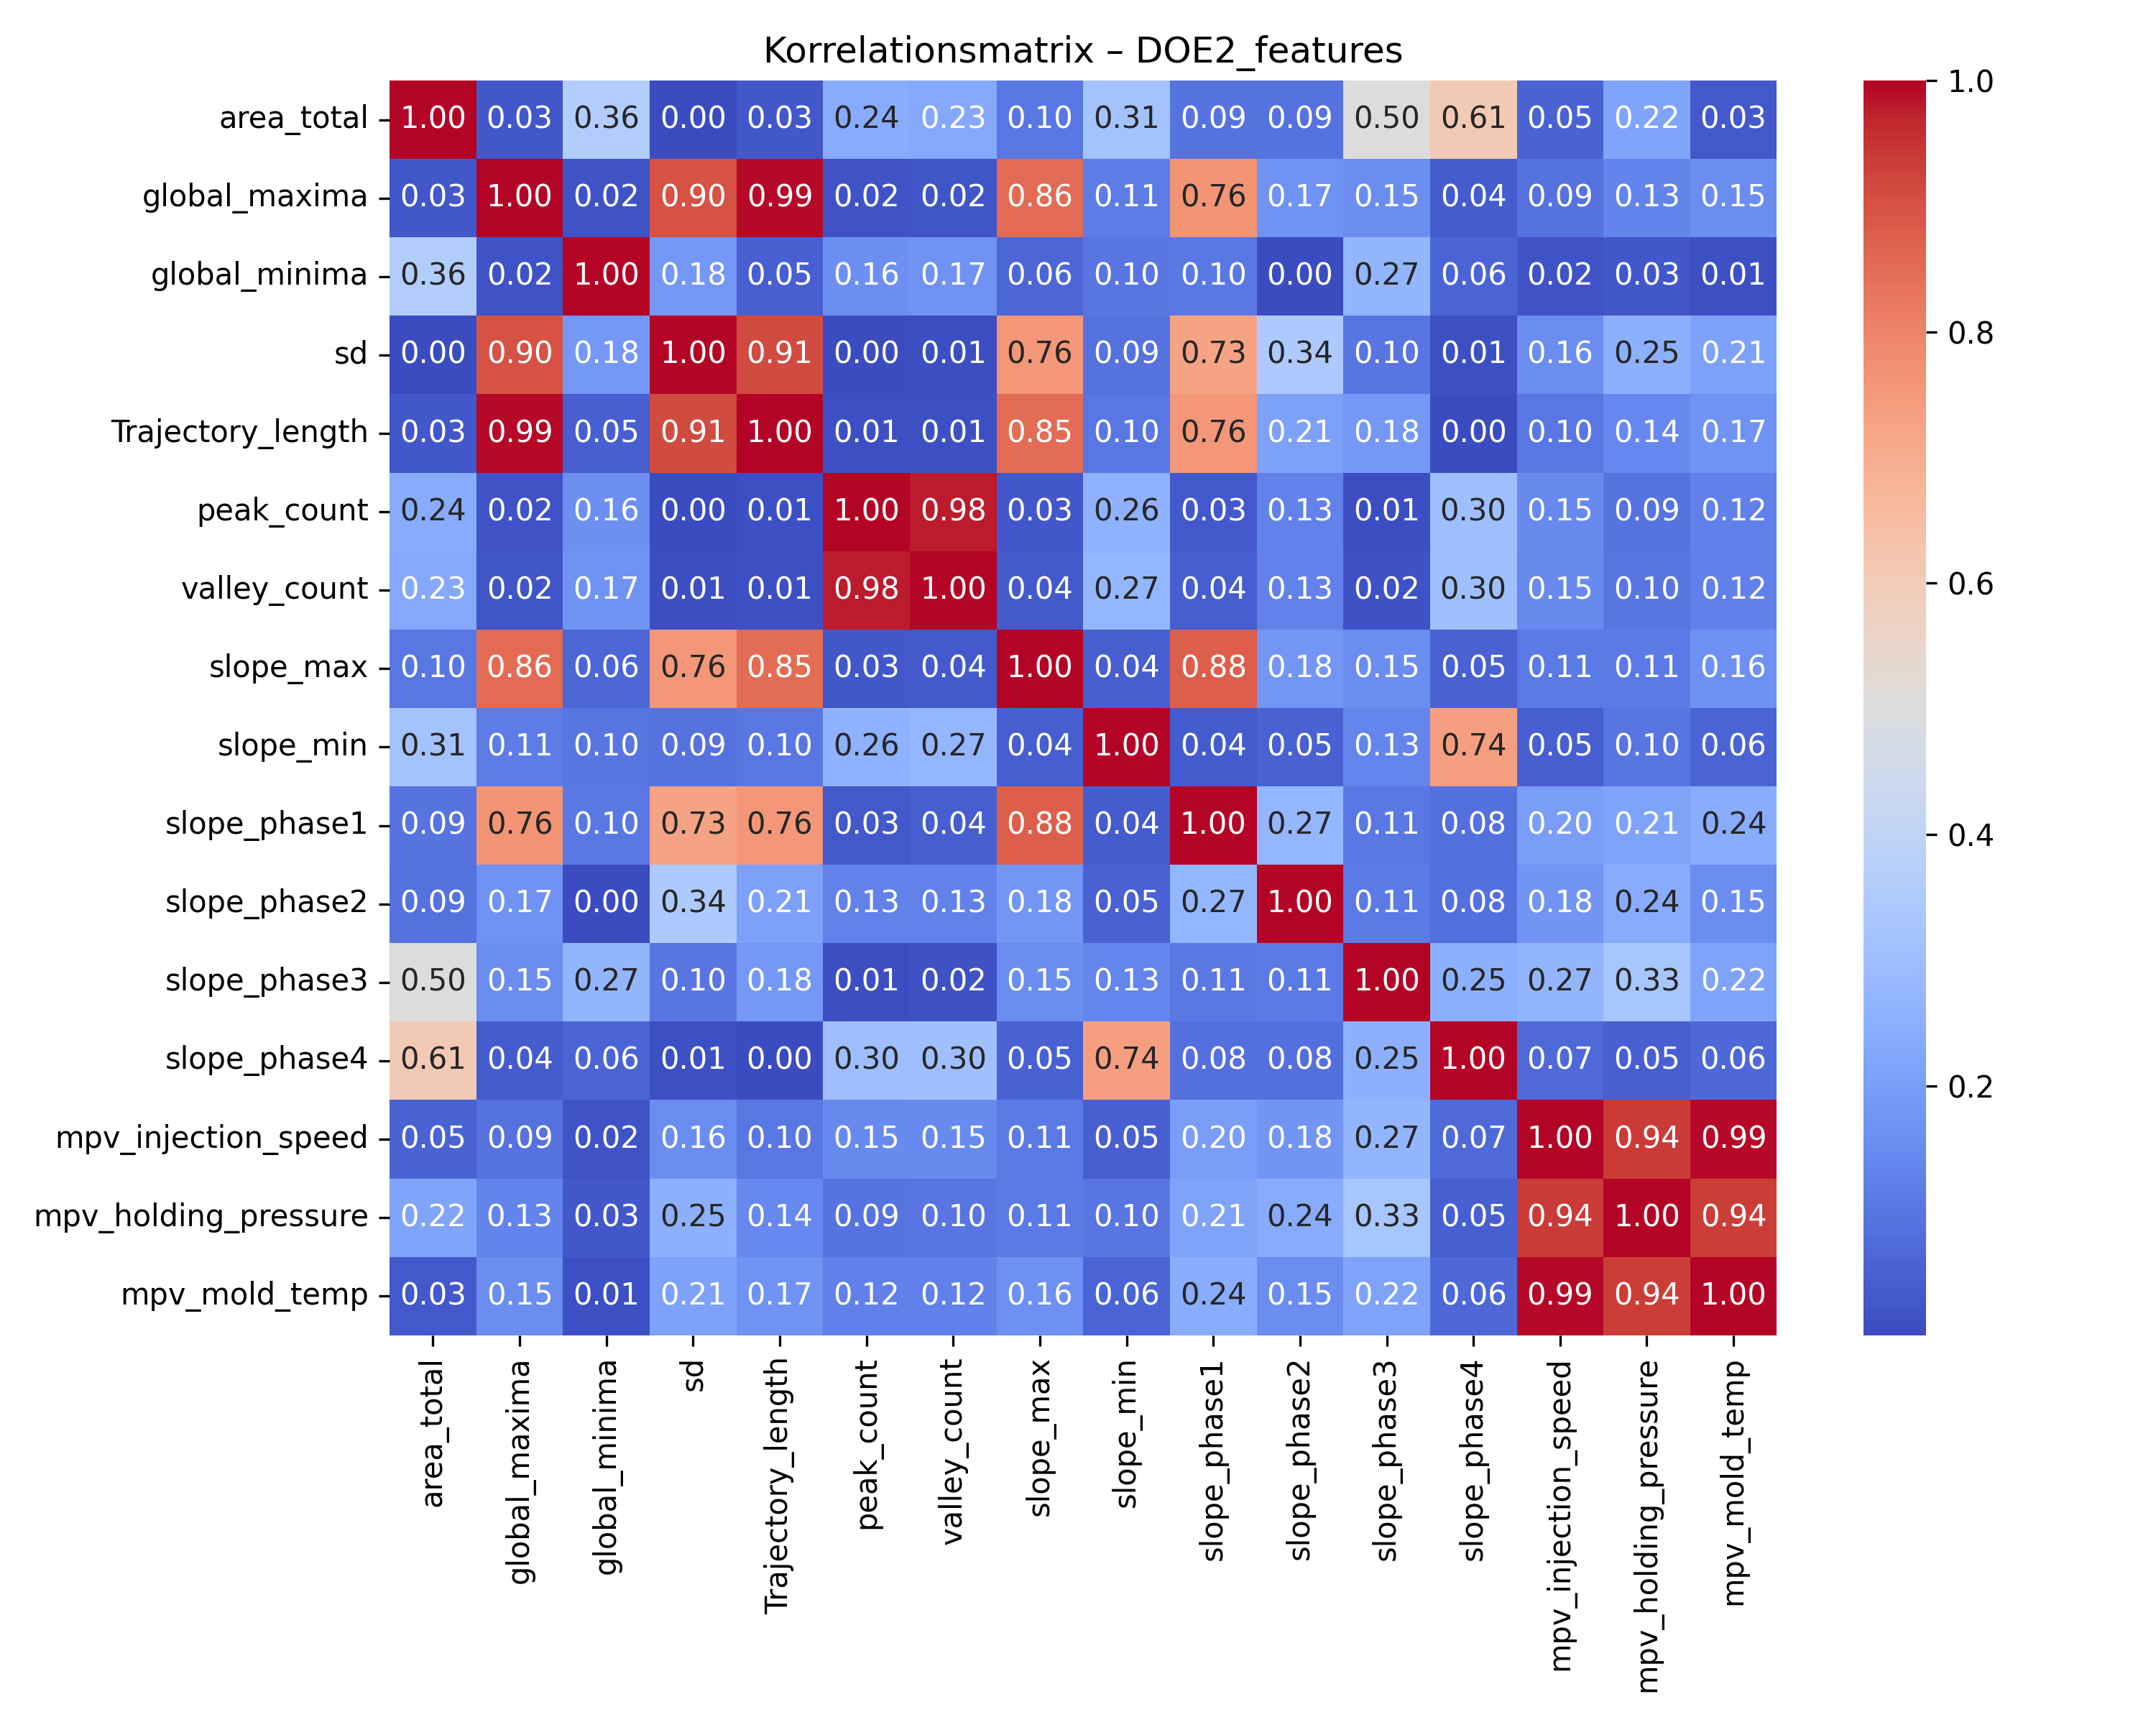 Korrelationsmatrix – DOE2_features
area_total 1.00 0.03 0.36 0.00 0.03 0.24 0.23 0.10 0.31 0.09 0.09 0.50 0.61 0.05 0.22 0.03
global_maxima 0.03 1.00 0.02 0.90 0.99 0.02 0.02 0.86 0.11 0.76 0.17 0.15 0.04 0.09 0.13 0.15
global_minima 0.36 0.02 1.00 0.18 0.05 0.16 0.17 0.06 0.10 0.10 0.00 0.27 0.06 0.02 0.03 0.01
sd 0.00 0.90 0.18 1.00 0.91 0.00 0.01 0.76 0.09 0.73 0.34 0.10 0.01 0.16 0.25 0.21
Trajectory_length 0.03 0.99 0.05 0.91 1.00 0.01 0.01 0.85 0.10 0.76 0.21 0.18 0.00 0.10 0.14 0.17
peak_count 0.24 0.02 0.16 0.00 0.01 1.00 0.98 0.03 0.26 0.03 0.13 0.01 0.30 0.15 0.09 0.12
valley_count 0.23 0.02 0.17 0.01 0.01 0.98 1.00 0.04 0.27 0.04 0.13 0.02 0.30 0.15 0.10 0.12
slope_max 0.10 0.86 0.06 0.76 0.85 0.03 0.04 1.00 0.04 0.88 0.18 0.15 0.05 0.11 0.11 0.16
slope_min 0.31 0.11 0.10 0.09 0.10 0.26 0.27 0.04 1.00 0.04 0.05 0.13 0.74 0.05 0.10 0.06
slope_phase1 0.09 0.76 0.10 0.73 0.76 0.03 0.04 0.88 0.04 1.00 0.27 0.11 0.08 0.20 0.21 0.24
slope_phase2 0.09 0.17 0.00 0.34 0.21 0.13 0.13 0.18 0.05 0.27 1.00 0.11 0.08 0.18 0.24 0.15
slope_phase3 0.50 0.15 0.27 0.10 0.18 0.01 0.02 0.15 0.13 0.11 0.11 1.00 0.25 0.27 0.33 0.22
slope_phase4 0.61 0.04 0.06 0.01 0.00 0.30 0.30 0.05 0.74 0.08 0.08 0.25 1.00 0.07 0.05 0.06
mpv_injection_speed 0.05 0.09 0.02 0.16 0.10 0.15 0.15 0.11 0.05 0.20 0.18 0.27 0.07 1.00 0.94 0.99
mpv_holding_pressure 0.22 0.13 0.03 0.25 0.14 0.09 0.10 0.11 0.10 0.21 0.24 0.33 0.05 0.94 1.00 0.94
mpv_mold_temp 0.03 0.15 0.01 0.21 0.17 0.12 0.12 0.16 0.06 0.24 0.15 0.22 0.06 0.99 0.94 1.00
area_total
global_maxima
global_minima
sd
Trajectory_length
peak_count
valley_count
slope_max
slope_min
slope_phase1
slope_phase2
slope_phase3
slope_phase4
mpv_injection_speed
mpv_holding_pressure
mpv_mold_temp
1.0
0.8
0.6
0.4
0.2